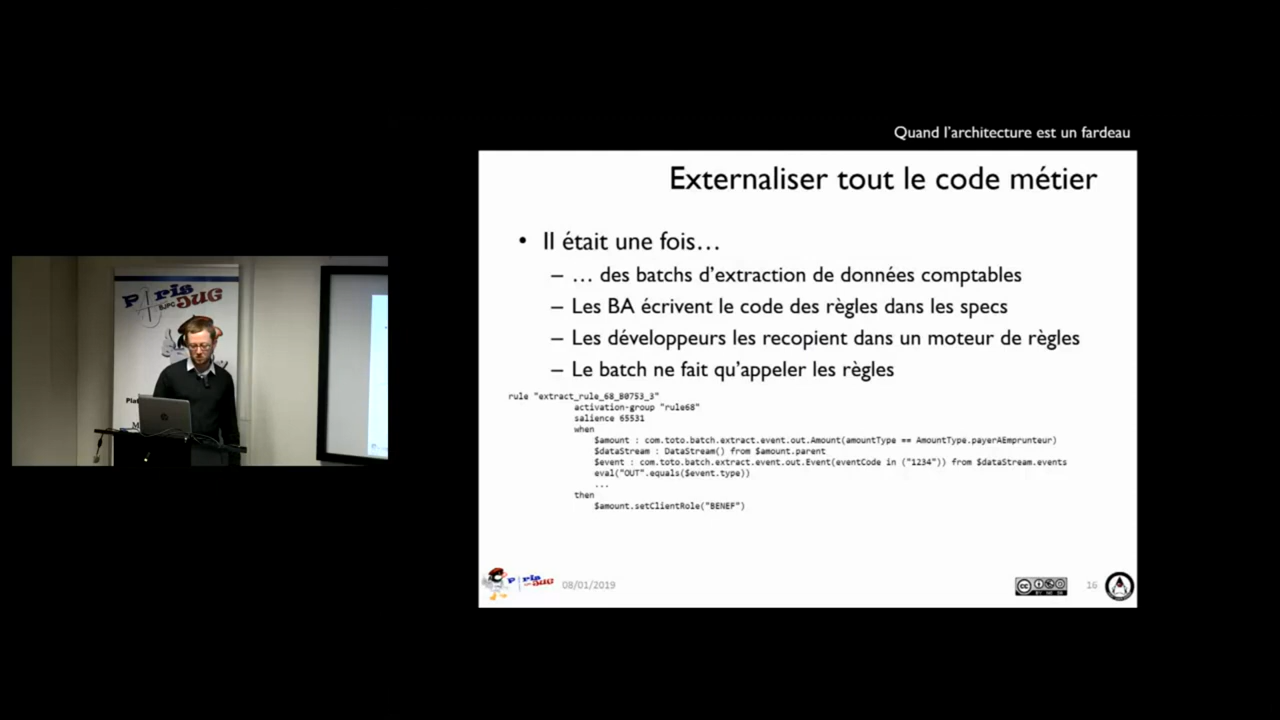 Quand l'architecture est un fardeau
Externaliser tout le code métier
• Il était une fois…
– … des batchs d'extraction de données comptables
– Les BA écrivent le code des règles dans les specs
– Les développeurs les recopient dans un moteur de règles
– Le batch ne fait qu'appeler les règles
rule "extract_rule_68_B0753_3"
activation-group "rule68"
salience 65531
when
$amount : com.toto.batch.extract.event.out.Amount(amountType == AmountType.payerAEmprunteur)
$dataStream : DataStream() from $amount.parent
$event : com.toto.batch.extract.event.out.Event(eventCode in ("1234")) from $dataStream.events
eval("OUT".equals($event.type))
...
then
$amount.setClientRole("BENEF")
Paris JUG
08/01/2019
16
Paris
JUG